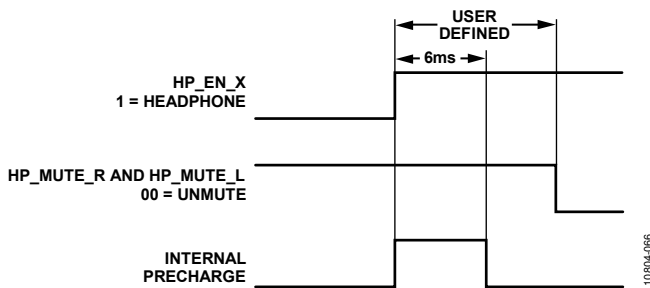 USER
DEFINED
6ms
HP_EN_X
1 = HEADPHONE
HP_MUTE_R AND HP_MUTE_L
00 = UNMUTE
INTERNAL
PRECHARGE
10804-066